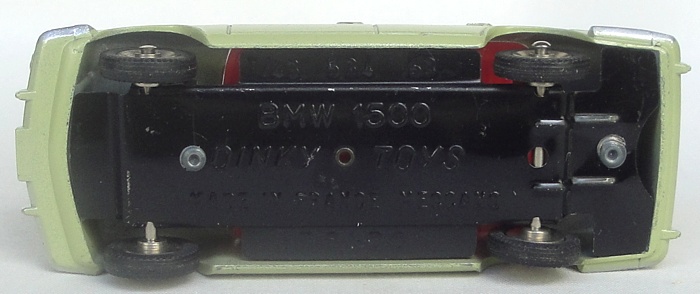 BMW 1500
DINKY TOYS
MADE IN FRANCE MECCANO